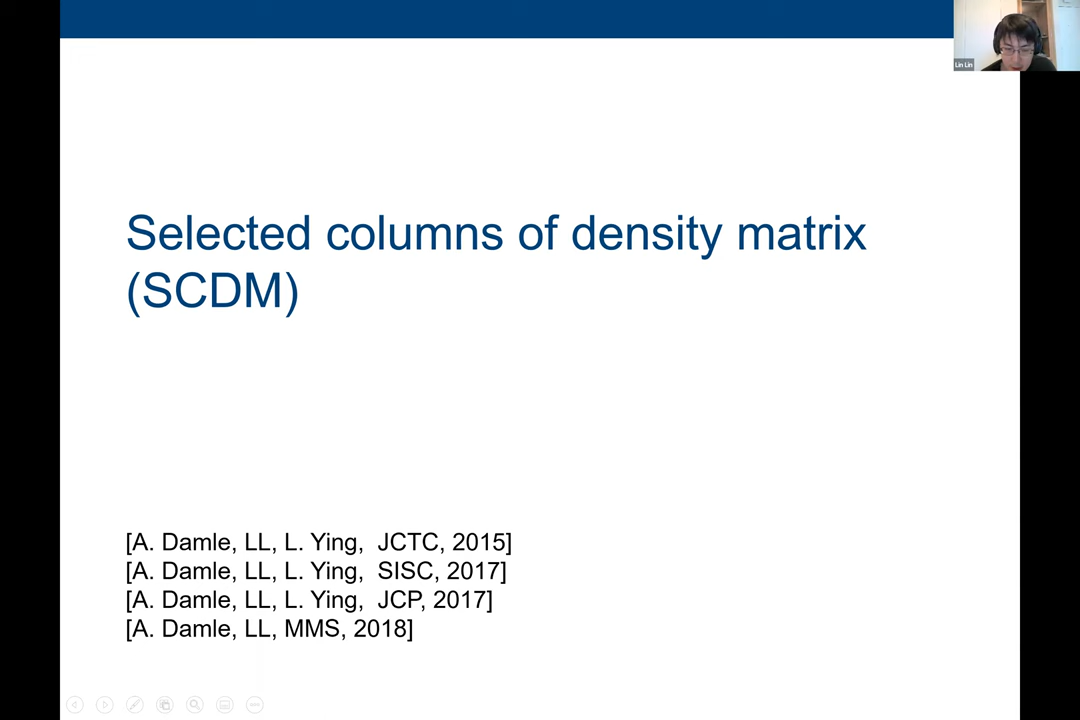 Lin Lin
Selected columns of density matrix
(SCDM)
[A. Damle, LL, L. Ying, JCTC, 2015]
[A. Damle, LL, L. Ying, SISC, 2017]
[A. Damle, LL, L. Ying, JCP, 2017]
[A. Damle, LL, MMS, 2018]